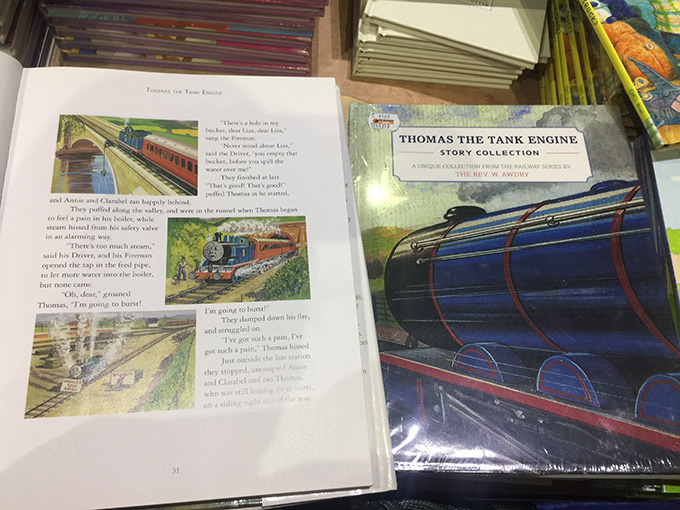 THOMAS THE TANK ENGINE
"There's a hole in my
bucket, dear Liza, dear Liza,"
sang the Fireman.
"Never mind about Liza,"
said the Driver, "you empty that
bucket, before you spill the
water over me!"
They finished at last.
"That's good! That's good!"
puffed Thomas as he started,
and Annie and Clarabel ran happily behind.
They puffed along the valley, and were in the tunnel when Thomas began
to feel a pain in his boiler, while
steam hissed from his safety valve
in an alarming way.
"There's too much steam,"
said his Driver, and his Fireman
opened the tap in the feed pipe,
to let more water into the boiler,
but none came.
"Oh, dear," groaned
Thomas, "I'm going to burst!
I'm going to burst!"
They damped down his fire,
and struggled on.
"I've got such a pain, I've
got such a pain," Thomas hissed.
Just outside the last station
they stopped, uncoupled Annie
and Clarabel and ran Thomas,
who was still hissing fit to burst,
on a siding right out of the way.
31
THOMAS THE TANK ENGINE
STORY COLLECTION
A UNIQUE COLLECTION FROM THE RAILWAY SERIES BY
THE REV. W. AWDRY